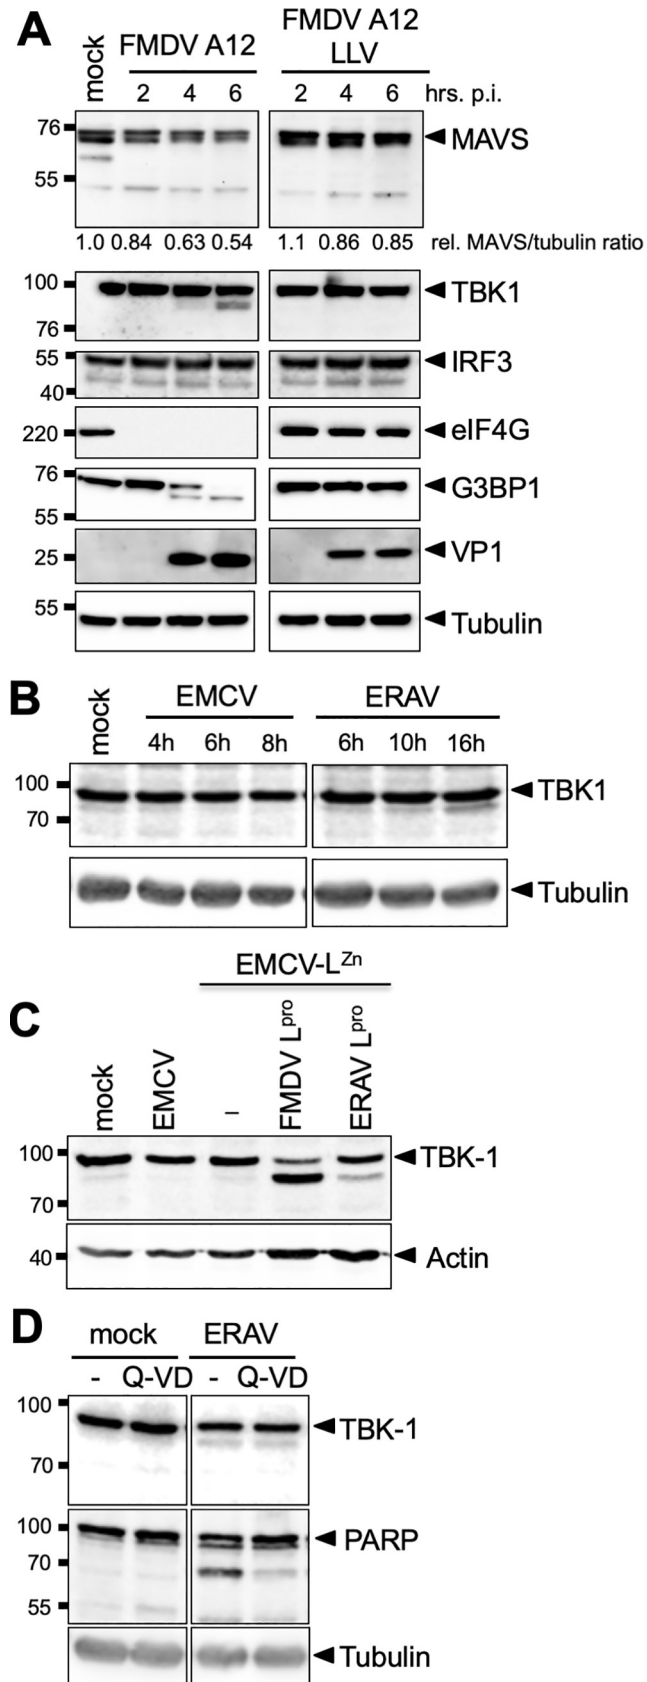 A
mock
FMDV A12
FMDV A12
LLV
2 4 6 2 4 6 hrs. p.i.
76
55
MAVS
1.0 0.84 0.63 0.54 1.1 0.86 0.85 rel. MAVS/tubulin ratio
100
76
TBK1
55
40
IRF3
220
eIF4G
76
55
G3BP1
25
VP1
55
Tubulin
B
mock
EMCV
ERAV
4h 6h 8h 6h 10h 16h
100
70
TBK1
Tubulin
C
EMCV-LZn
mock
EMCV
–
FMDV Lpro
ERAV Lpro
100
70
TBK-1
40
Actin
D
mock ERAV
- Q-VD - Q-VD
100
70
TBK-1
100
70
55
PARP
Tubulin